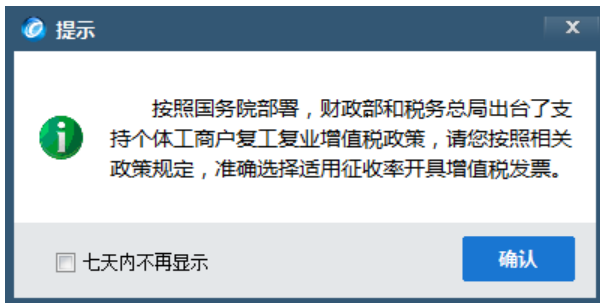 提示
按照国务院部署，财政部和税务总局出台了支
持个体工商户复工复业增值税政策，请您按照相关
政策规定，准确选择适用征收率开具增值税发票。
七天内不再显示
确认